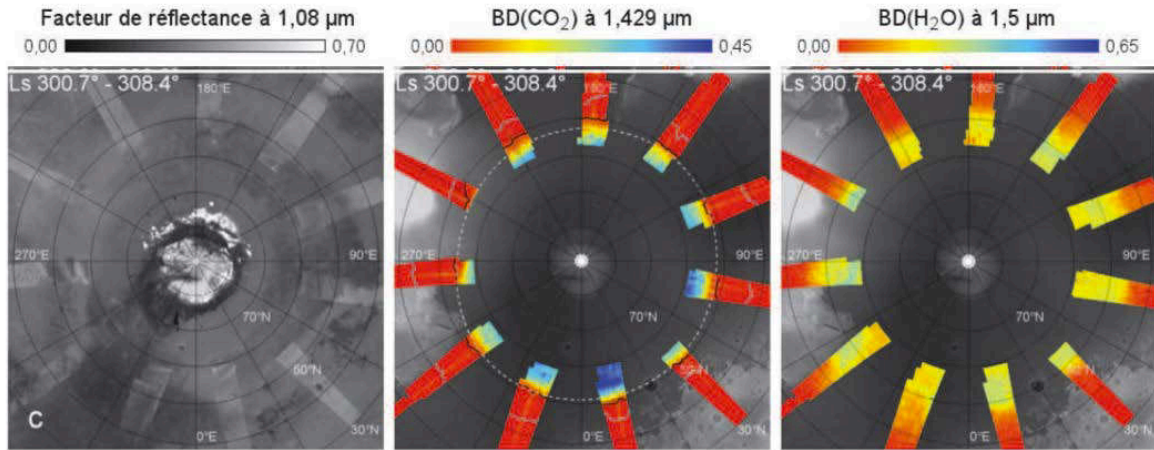 Facteur de réflectance à 1,08 µm
0,00 0,70
Ls 300.7° - 308.4°
180°E
270°E
90°E
70°N
50°N
30°N
0°E
C
BD(CO₂) à 1,429 µm
0,00 0,45
Ls 300.7° - 308.4°
180°E
270°E
90°E
70°N
50°N
30°N
0°E
BD(H₂O) à 1,5 µm
0,00 0,65
Ls 300.7° - 308.4°
180°E
270°E
90°E
70°N
30°N
0°E